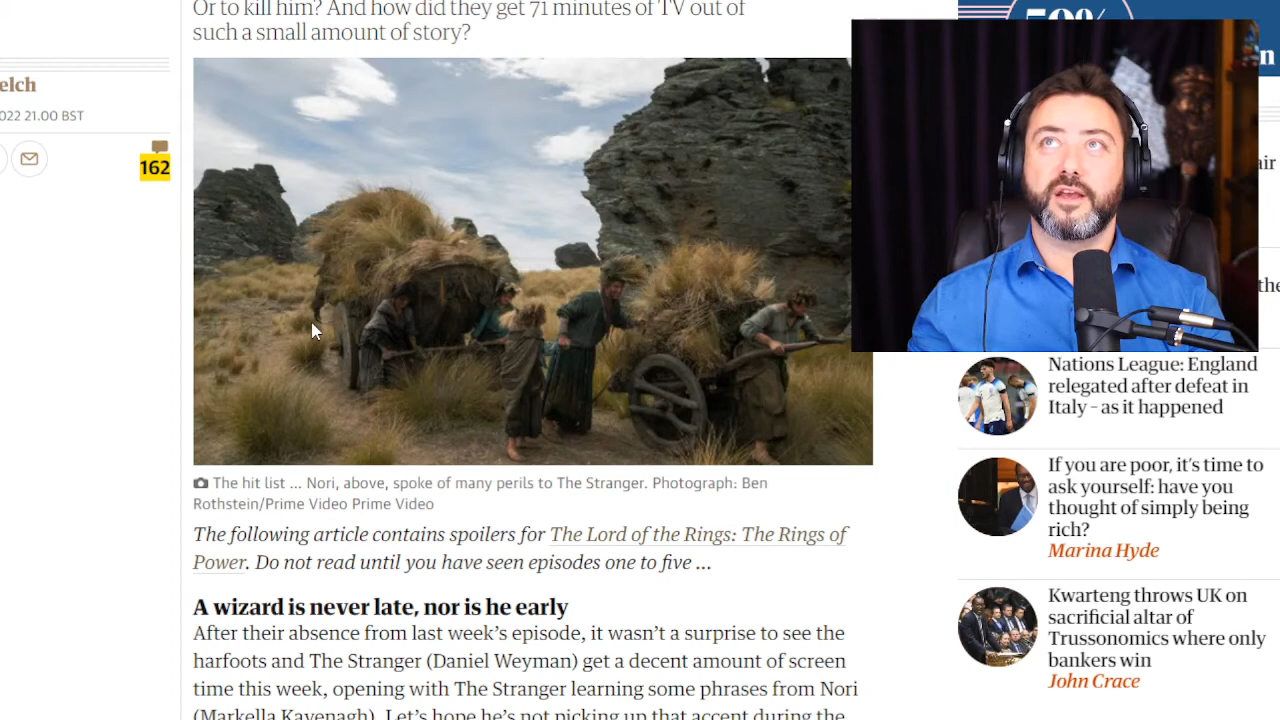 Or to kill him? And how did they get 71 minutes of TV out of
such a small amount of story?
elch
022 21.00 BST
162
The hit list ... Nori, above, spoke of many perils to The Stranger. Photograph: Ben
Rothstein/Prime Video Prime Video
The following article contains spoilers for The Lord of the Rings: The Rings of
Power. Do not read until you have seen episodes one to five ...
A wizard is never late, nor is he early
After their absence from last week's episode, it wasn't a surprise to see the
harfoots and The Stranger (Daniel Weyman) get a decent amount of screen
time this week, opening with The Stranger learning some phrases from Nori
(Markella Kavenagh). Let's hope he's not picking up that accent during the
50%
n
air
the
Nations League: England
relegated after defeat in
Italy – as it happened
If you are poor, it's time to
ask yourself: have you
thought of simply being
rich?
Marina Hyde
Kwarteng throws UK on
sacrificial altar of
Trussonomics where only
bankers win
John Crace